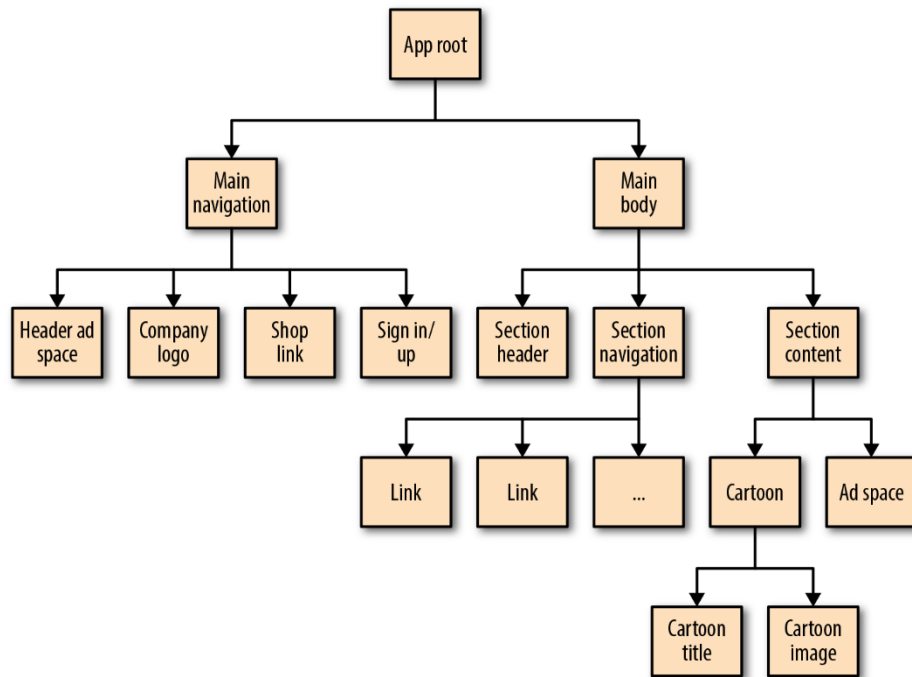 App root
Main
navigation
Main
body
Header ad
space
Company
logo
Shop
link
Sign in/
up
Section
header
Section
navigation
Section
content
Link
Link
...
Cartoon
Ad space
Cartoon
title
Cartoon
image